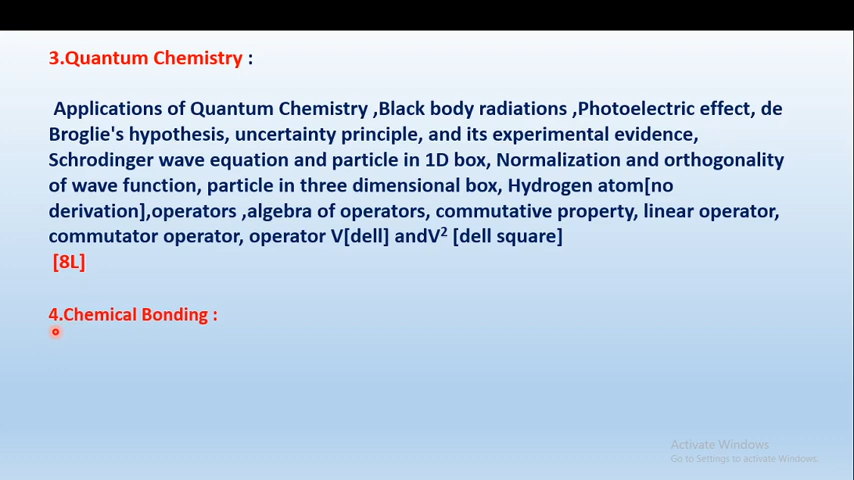 3.Quantum Chemistry :
Applications of Quantum Chemistry ,Black body radiations ,Photoelectric effect, de
Broglie's hypothesis, uncertainty principle, and its experimental evidence,
Schrodinger wave equation and particle in 1D box, Normalization and orthogonality
of wave function, particle in three dimensional box, Hydrogen atom[no
derivation],operators ,algebra of operators, commutative property, linear operator,
commutator operator, operator V[dell] andV² [dell square]
[8L]
4.Chemical Bonding :
Activate Windows
Go to Settings to activate Windows.